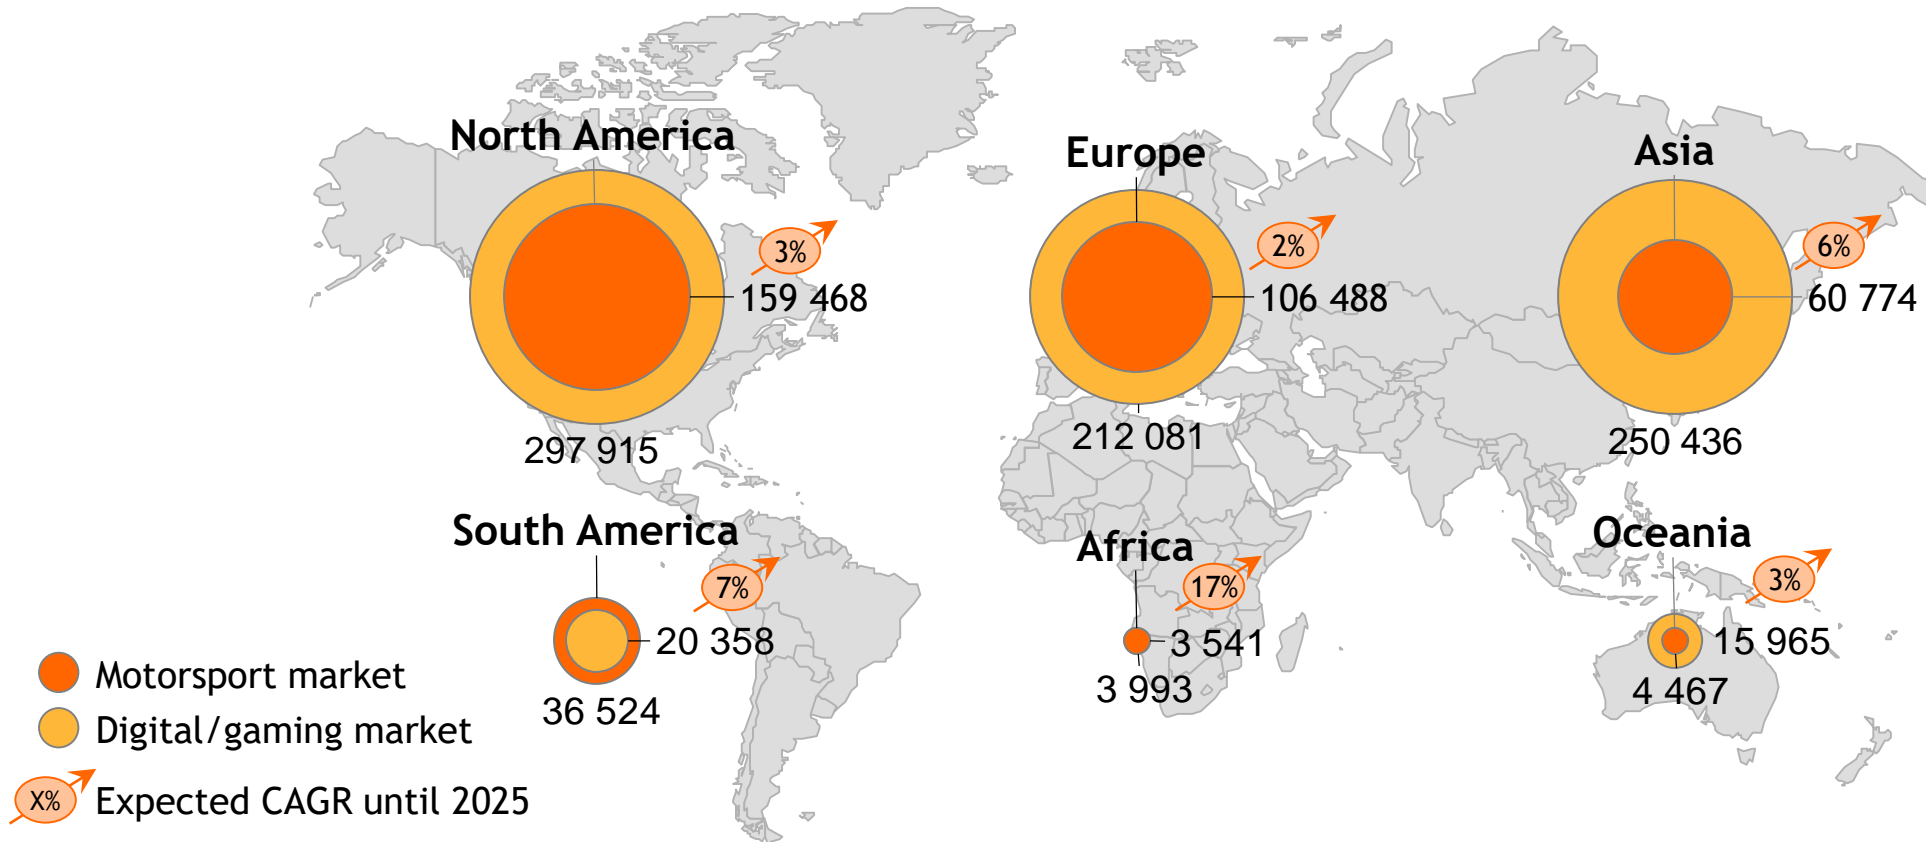 North America
3%
159 468
297 915
Europe
2%
106 488
212 081
Asia
6%
60 774
250 436
South America
7%
20 358
36 524
Africa
17%
3 541
3 993
Oceania
3%
15 965
4 467
Motorsport market
Digital/gaming market
X% Expected CAGR until 2025